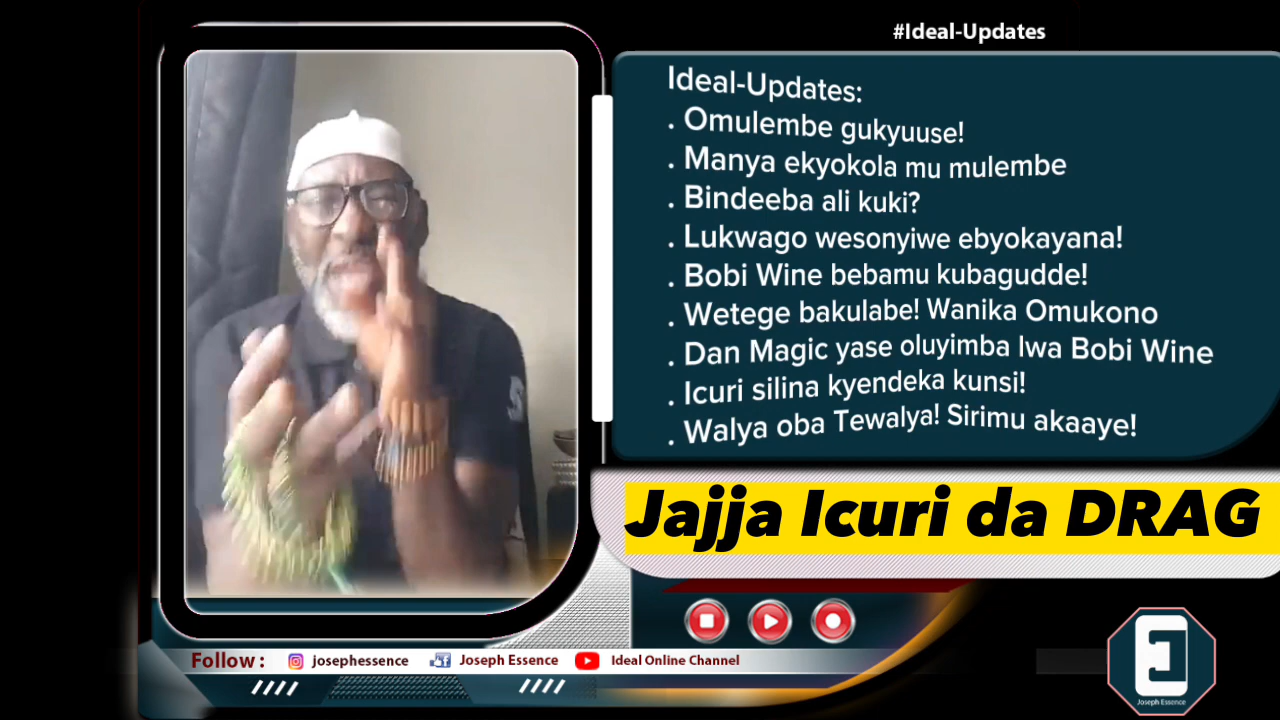 #Ideal-Updates
Ideal-Updates:
. Omulembe gukyuuse!
. Manya ekyokola mu mulembe
. Bindeeba ali kuki?
. Lukwago wesonyiwe ebyokayana!
. Bobi Wine bebamu kubagudde!
. Wetege bakulabe! Wanika Omukono
. Dan Magic yase oluyimba lwa Bobi Wine
. Icuri silina kyendeka kunsi!
. Walya oba Tewalya! Sirimu akaaye!
Jajja Icuri da DRAG
Follow : josephessence Joseph Essence Ideal Online Channel
Joseph Essence